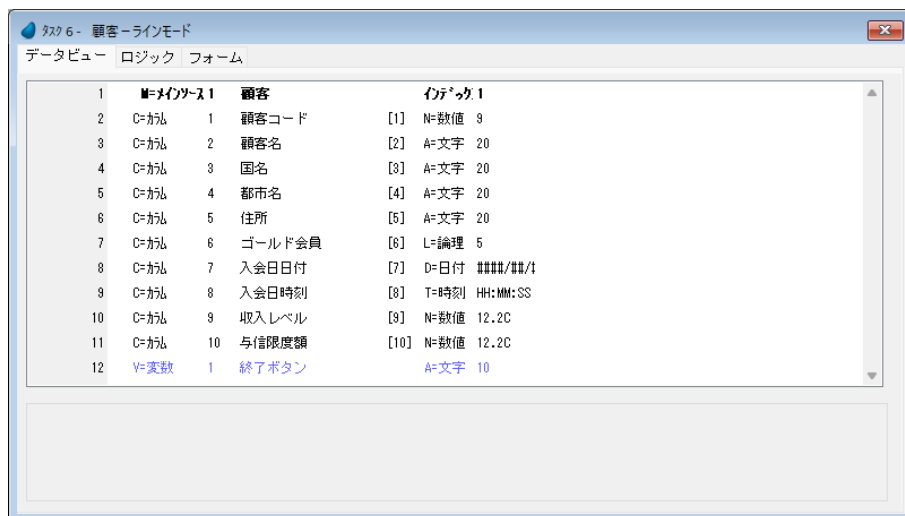 タスク 6 - 顧客－ラインモード
データビュー ロジック フォーム
1 M=メインソース 1 顧客 インデックス 1
2 C=カラム 1 顧客コード [1] N=数値 9
3 C=カラム 2 顧客名 [2] A=文字 20
4 C=カラム 3 国名 [3] A=文字 20
5 C=カラム 4 都市名 [4] A=文字 20
6 C=カラム 5 住所 [5] A=文字 20
7 C=カラム 6 ゴールド会員 [6] L=論理 5
8 C=カラム 7 入会日日付 [7] D=日付 ####/##/
9 C=カラム 8 入会日時刻 [8] T=時刻 HH:MM:SS
10 C=カラム 9 収入レベル [9] N=数値 12.2C
11 C=カラム 10 与信限度額 [10] N=数値 12.2C
12 V=変数 1 終了ボタン A=文字 10